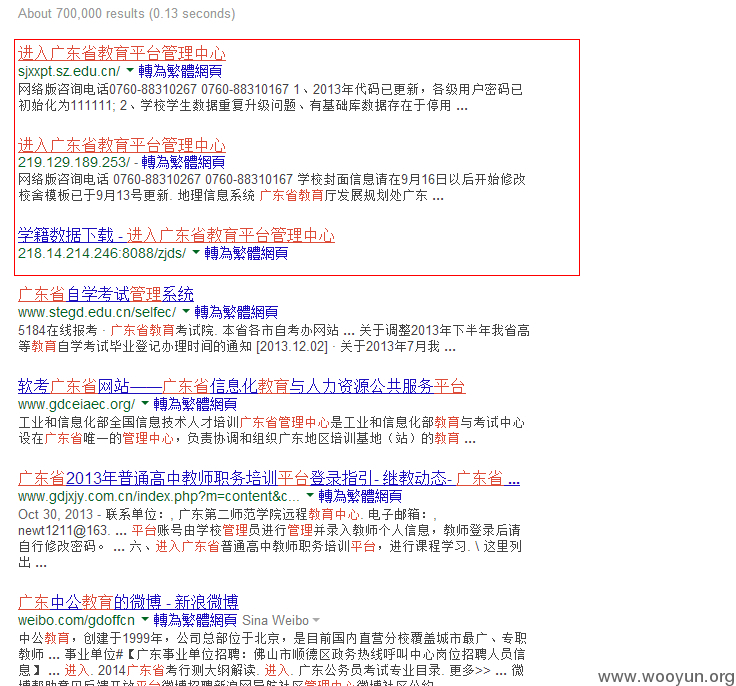 About 700,000 results (0.13 seconds)
进入广东省教育平台管理中心
sjxxpt.sz.edu.cn/ ▼ 轉為繁體網頁
网络版咨询电话0760-88310267 0760-88310167 1、2013年代码已更新，各级用户密码已
初始化为111111; 2、学校学生数据重复升级问题、有基础库数据存在于停用 ...
进入广东省教育平台管理中心
219.129.189.253/ - 轉為繁體網頁
网络版咨询电话 0760-88310267 0760-88310167 学校封面信息请在9月16日以后开始修改
校舍模板已于9月13号更新. 地理信息系统 广东省教育厅发展规划处广东 ...
学籍数据下载 - 进入广东省教育平台管理中心
218.14.214.246:8088/zjds/ ▼ 轉為繁體網頁
广东省自学考试管理系统
www.stegd.edu.cn/selfec/ ▼ 轉為繁體網頁
5184在线报考 · 广东省教育考试院. 本省各市自考办网站 ... 关于调整2013年下半年我省高
等教育自学考试毕业登记办理时间的通知 [2013.12.02] · 关于2013年7月我 ...
软考广东省网站——广东省信息化教育与人力资源公共服务平台
www.gdceiaec.org/ ▼ 轉為繁體網頁
工业和信息化部全国信息技术人才培训广东省管理中心是工业和信息化部教育与考试中心
设在广东省唯一的管理中心，负责协调和组织广东地区培训基地（站）的教育 ...
广东省2013年普通高中教师职务培训平台登录指引- 继教动态- 广东省 ...
www.gdjxjy.com.cn/index.php?m=content&c... ▼ 轉為繁體網頁
Oct 30, 2013 - 联系单位：, 广东第二师范学院远程教育中心. 电子邮箱：,
newt1211@163. ... 平台账号由学校管理员进行管理并录入教师个人信息，教师登录后请
自行修改密码。 ... 六、进入广东省普通高中教师职务培训平台，进行课程学习. \ 这里列
出 ...
广东中公教育的微博 - 新浪微博
weibo.com/gdoffcn ▼ 轉為繁體網頁 Sina Weibo ▼
中公教育，创建于1999年，公司总部位于北京，是目前国内直营分校覆盖城市最广、专职
教师 ... 事业单位#【广东事业单位招聘：佛山市顺德区政务热线呼叫中心岗位招聘人员信
息】 ... 进入. 2014广东省考行测大纲解读. 进入. 广东公务员考试专业目录. 更多>> ... 微
www.wooyun.org